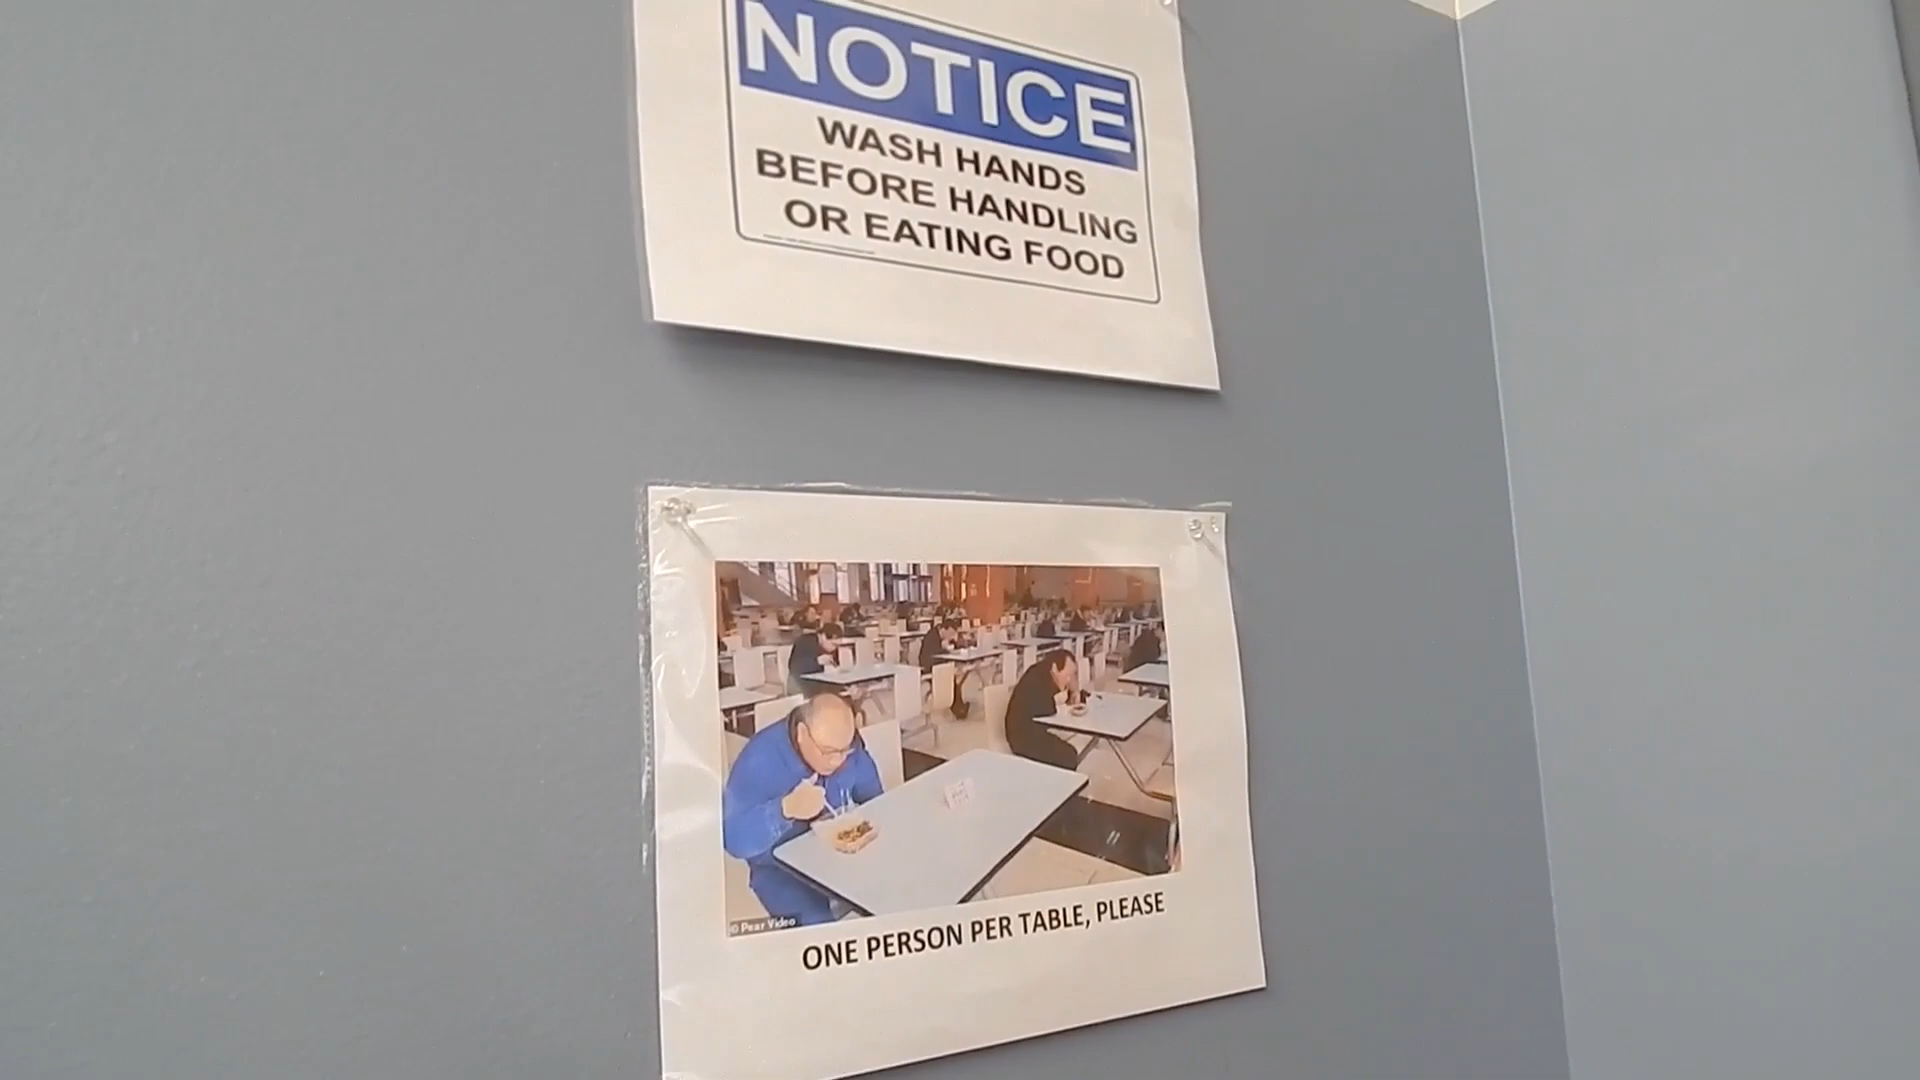 NOTICE
WASH HANDS
BEFORE HANDLING
OR EATING FOOD
© Pear Video
ONE PERSON PER TABLE, PLEASE